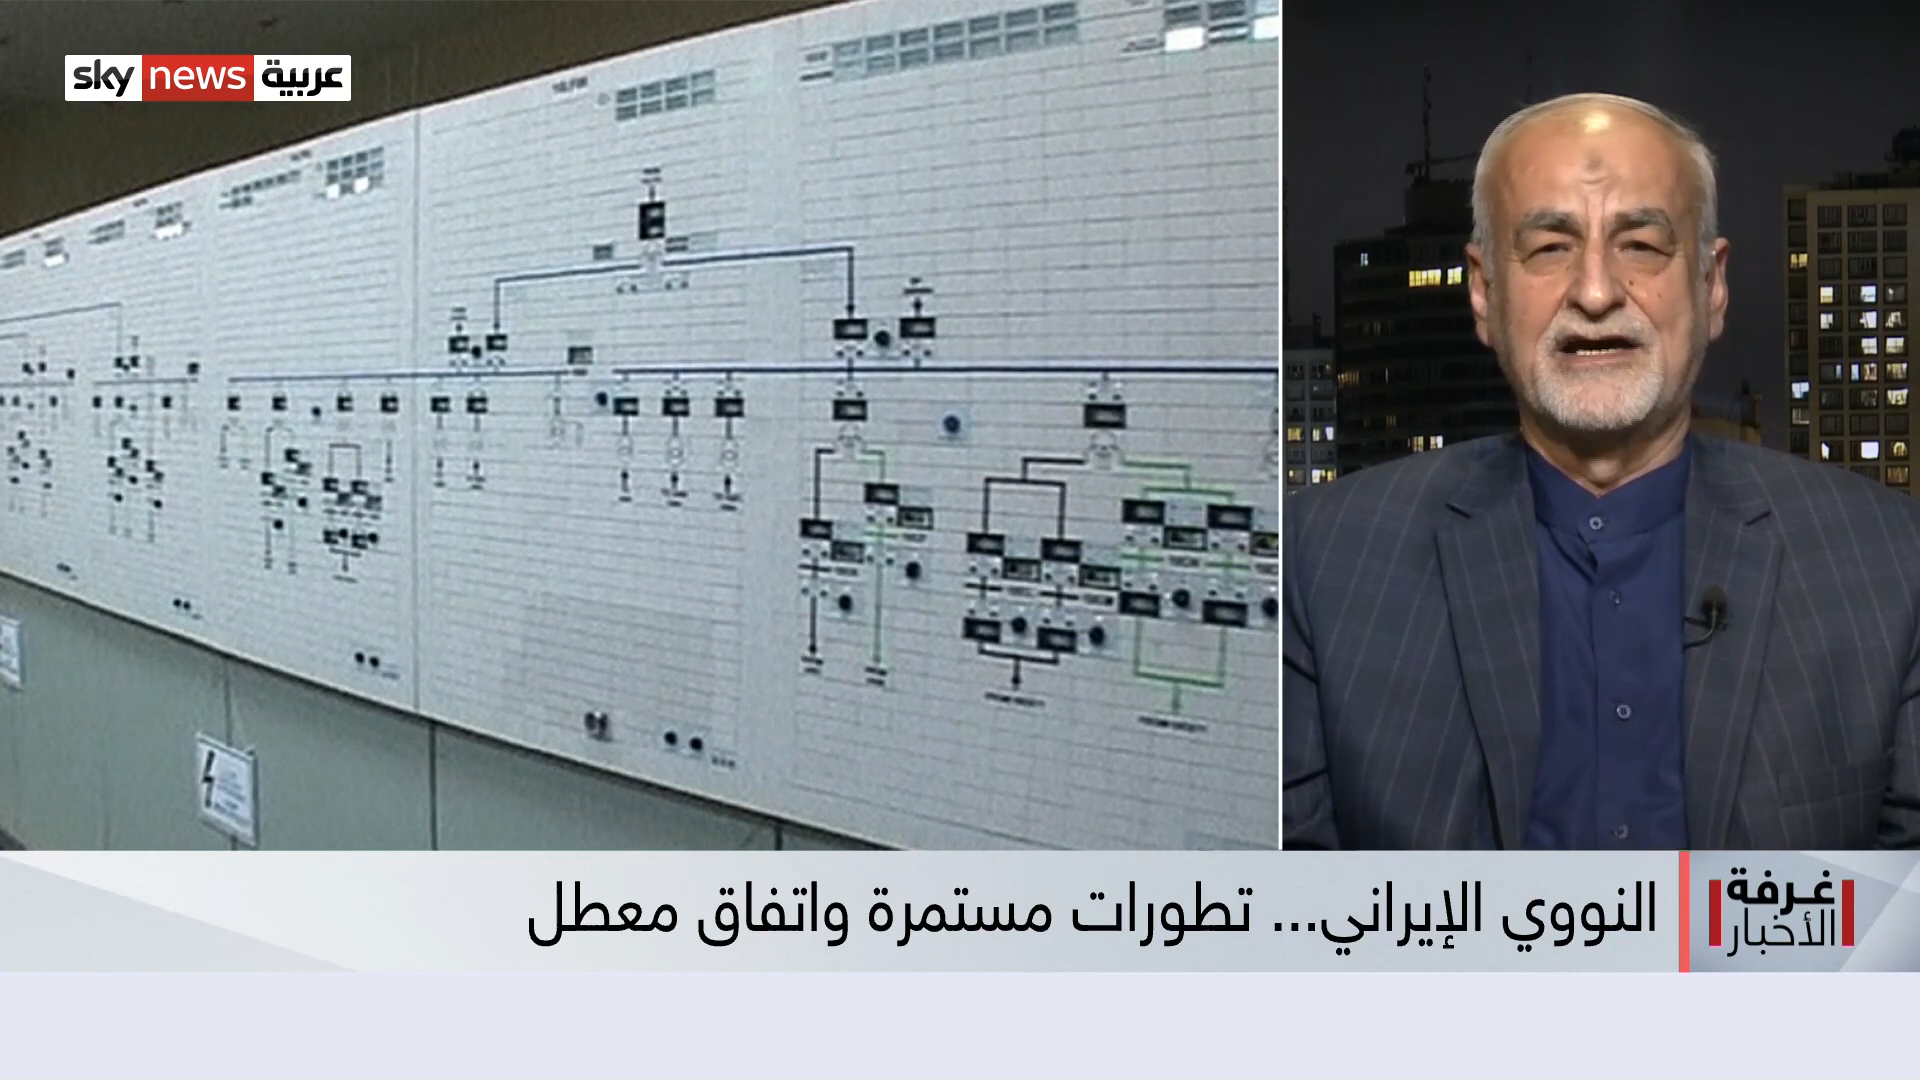 sky news عربية
النووي الإيراني... تطورات مستمرة واتفاق معطل
غرفة
الأخبار